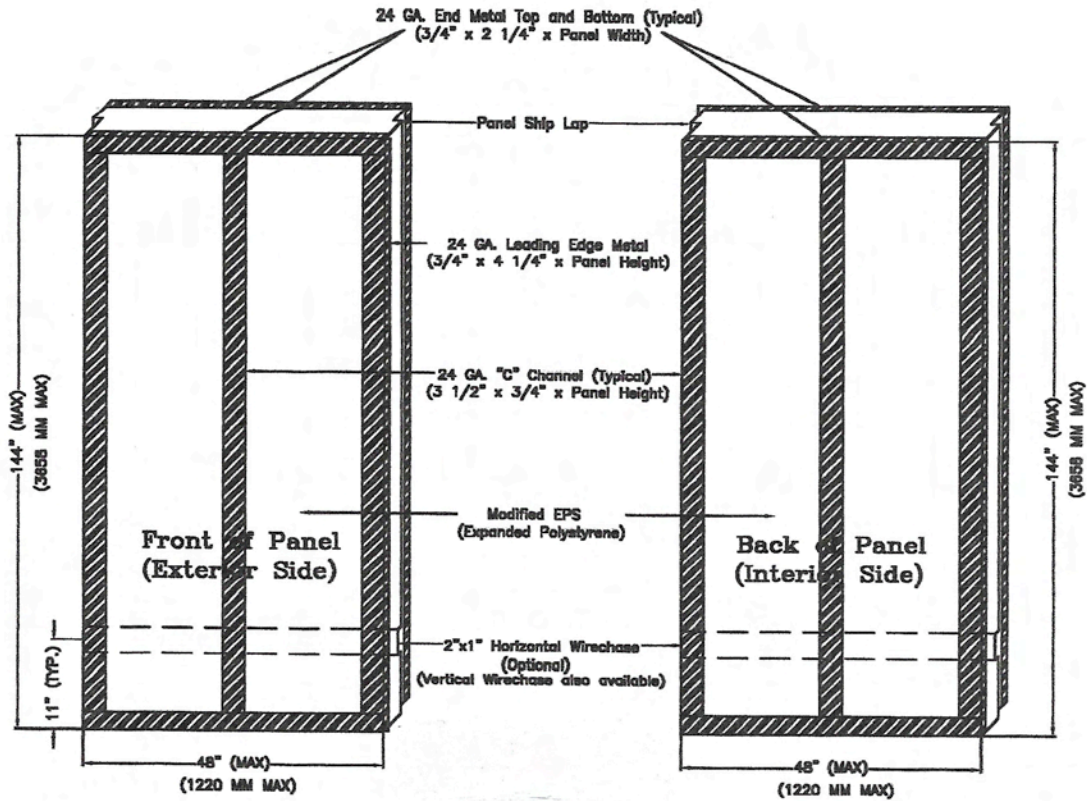 24 GA. End Metal Top and Bottom (Typical)
(3/4" x 2 1/4" x Panel Width)
Panel Ship Lap
24 GA. Leading Edge Metal
(3/4" x 4 1/4" x Panel Height)
24 GA. "C" Channel (Typical)
(3 1/2" x 3/4" x Panel Height)
144" (MAX)
(3658 MM MAX)
144" (MAX)
(3658 MM MAX)
Modified EPS
(Expanded Polystyrene)
Front of Panel
(Exterior Side)
Back of Panel
(Interior Side)
2"x1" Horizontal Wirechase
(Optional)
(Vertical Wirechase also available)
11" (TYP.)
48" (MAX)
(1220 MM MAX)
48" (MAX)
(1220 MM MAX)